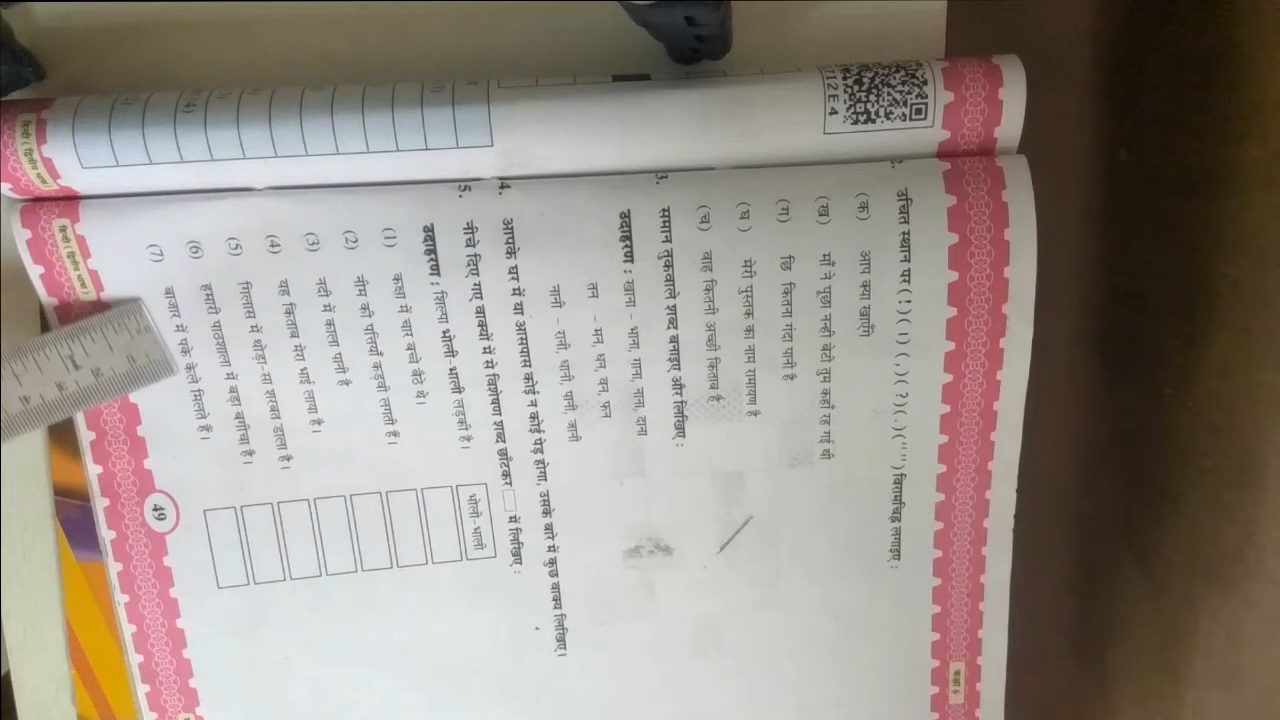 7I2E4
(4)
हिन्दी ( द्वितीय भाषा )
2. उचित स्थान पर ( ! ) ( । ) ( , ) ( ? ) ( . ) ( " " ) विरामचिह्न लगाइए :
(क) आप क्या खाएँगे
(ख) माँ ने पूछा नन्ही बेटी तुम कहाँ रह गई थी
(ग) छि कितना गंदा पानी है
(घ) मेरी पुस्तक का नाम रामायण है
(च) वाह कितनी अच्छी किताब है
3. समान तुकवाले शब्द बनाइए और लिखिए :
उदाहरण : खाना - भाना, गाना, नाना, दाना
तन - मन, धन, वन, फन
नानी - रानी, धानी, पानी, जानी
4. आपके घर में या आसपास कोई न कोई पेड़ होगा, उसके बारे में कुछ वाक्य लिखिए।
5. नीचे दिए गए वाक्यों में से विशेषण शब्द छाँटकर में लिखिए :
उदाहरण : शिल्पा भोली-भाली लड़की है। भोली-भाली
(1) कक्षा में चार बच्चे बैठे थे।
(2) नीम की पत्तियाँ कड़वी लगती हैं।
(3) नदी में काला पानी है
(4) यह किताब मेरा भाई लाया है।
(5) गिलास में थोड़ा-सा शरबत डाला है।
(6) हमारी पाठशाला में बड़ा बगीचा है।
(7) बाजार में पके केले मिलते हैं।
हिन्दी ( द्वितीय भाषा )
49
कक्षा 6